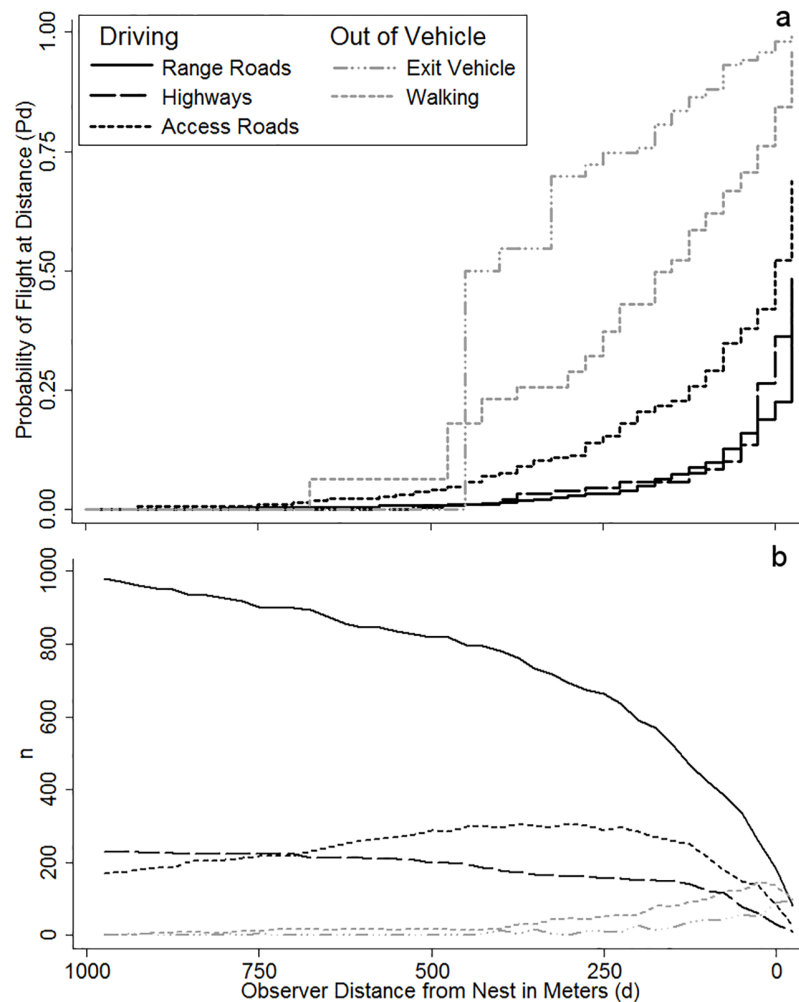 a
Driving
Out of Vehicle
Range Roads
Exit Vehicle
Highways
Walking
Access Roads
Probability of Flight at Distance (Pd)
1.00
0.75
0.50
0.25
0.00
b
n
1000
800
600
400
200
0
1000 750 500 250 0
Observer Distance from Nest in Meters (d)